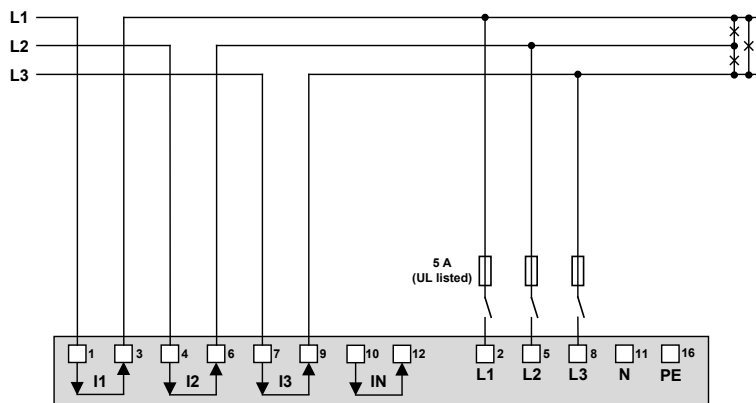 L1
L2
L3
5 A
(UL listed)
1 3 4 6 7 9 10 12 2 5 8 11 16
I1 I2 I3 IN L1 L2 L3 N PE